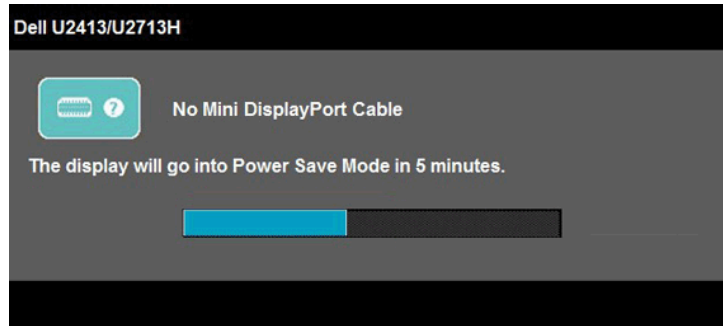 Dell U2413/U2713H
?
No Mini DisplayPort Cable
The display will go into Power Save Mode in 5 minutes.